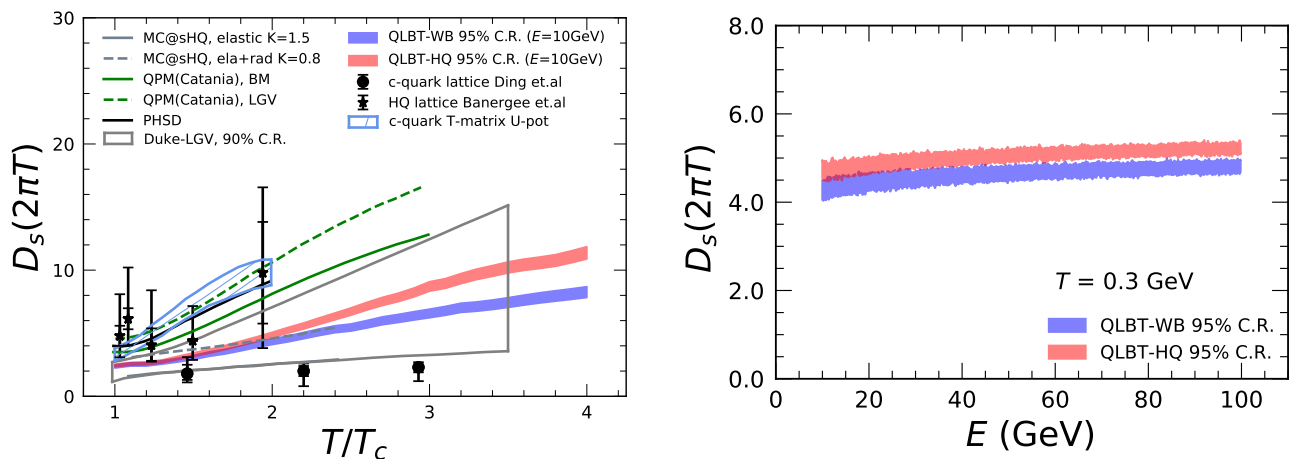 30
20
10
0
1
2
3
4
D_s(2πT)
T/T_c
MC@sHQ, elastic K=1.5
MC@sHQ, ela+rad K=0.8
QPM(Catania), BM
QPM(Catania), LGV
PHSD
Duke-LGV, 90% C.R.
QLBT-WB 95% C.R. (E=10GeV)
QLBT-HQ 95% C.R. (E=10GeV)
c-quark lattice Ding et.al
HQ lattice Banergee et.al
c-quark T-matrix U-pot
8.0
6.0
4.0
2.0
0.0
0
20
40
60
80
100
D_s(2πT)
E (GeV)
T = 0.3 GeV
QLBT-WB 95% C.R.
QLBT-HQ 95% C.R.